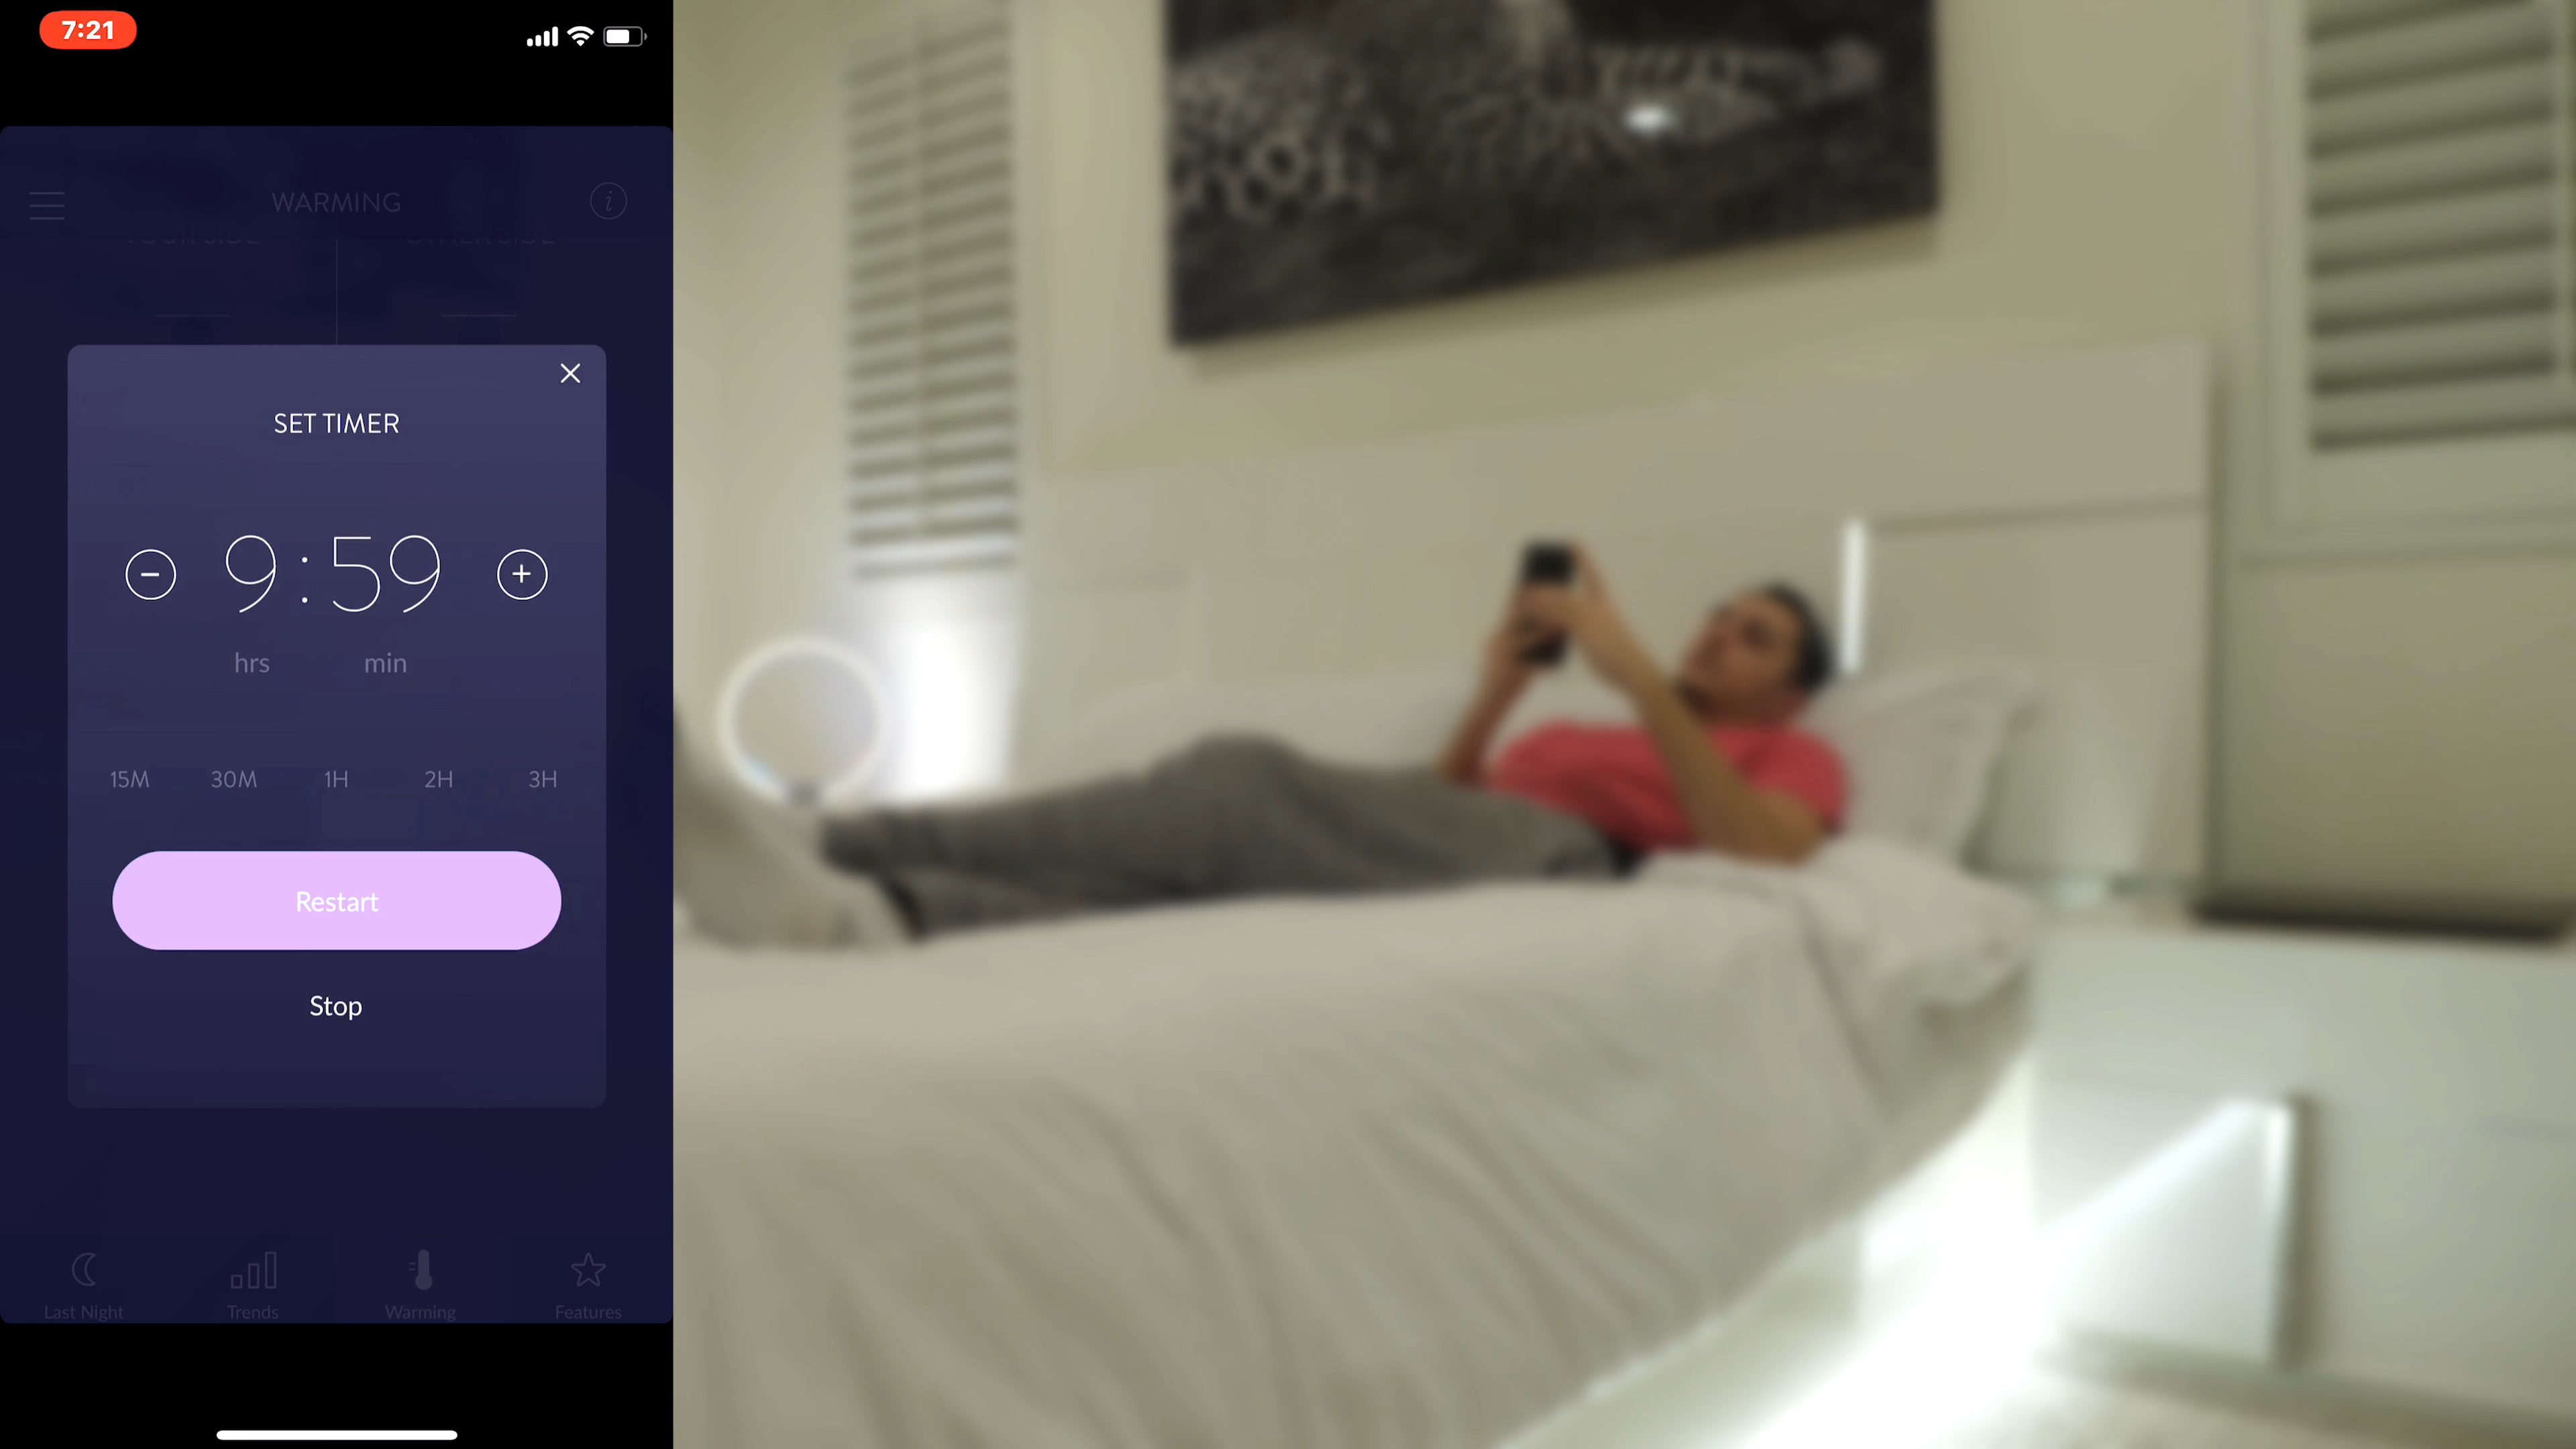 7:21
WARMING
SET TIMER
9:59
hrs min
15M 30M 1H 2H 3H
Restart
Stop
Last Night Trends Warming Features